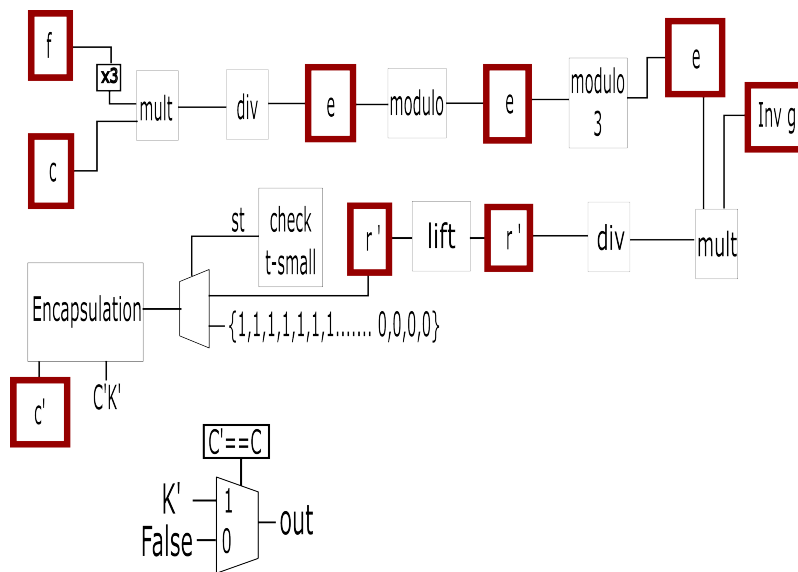 f
x3
mult
div
e
modulo
e
modulo
3
e
Inv g
c
st
check
t-small
r '
lift
r '
div
mult
Encapsulation
{1,1,1,1,1,1,1....... 0,0,0,0}
c'
C'K'
C'==C
K'
1
out
False
0